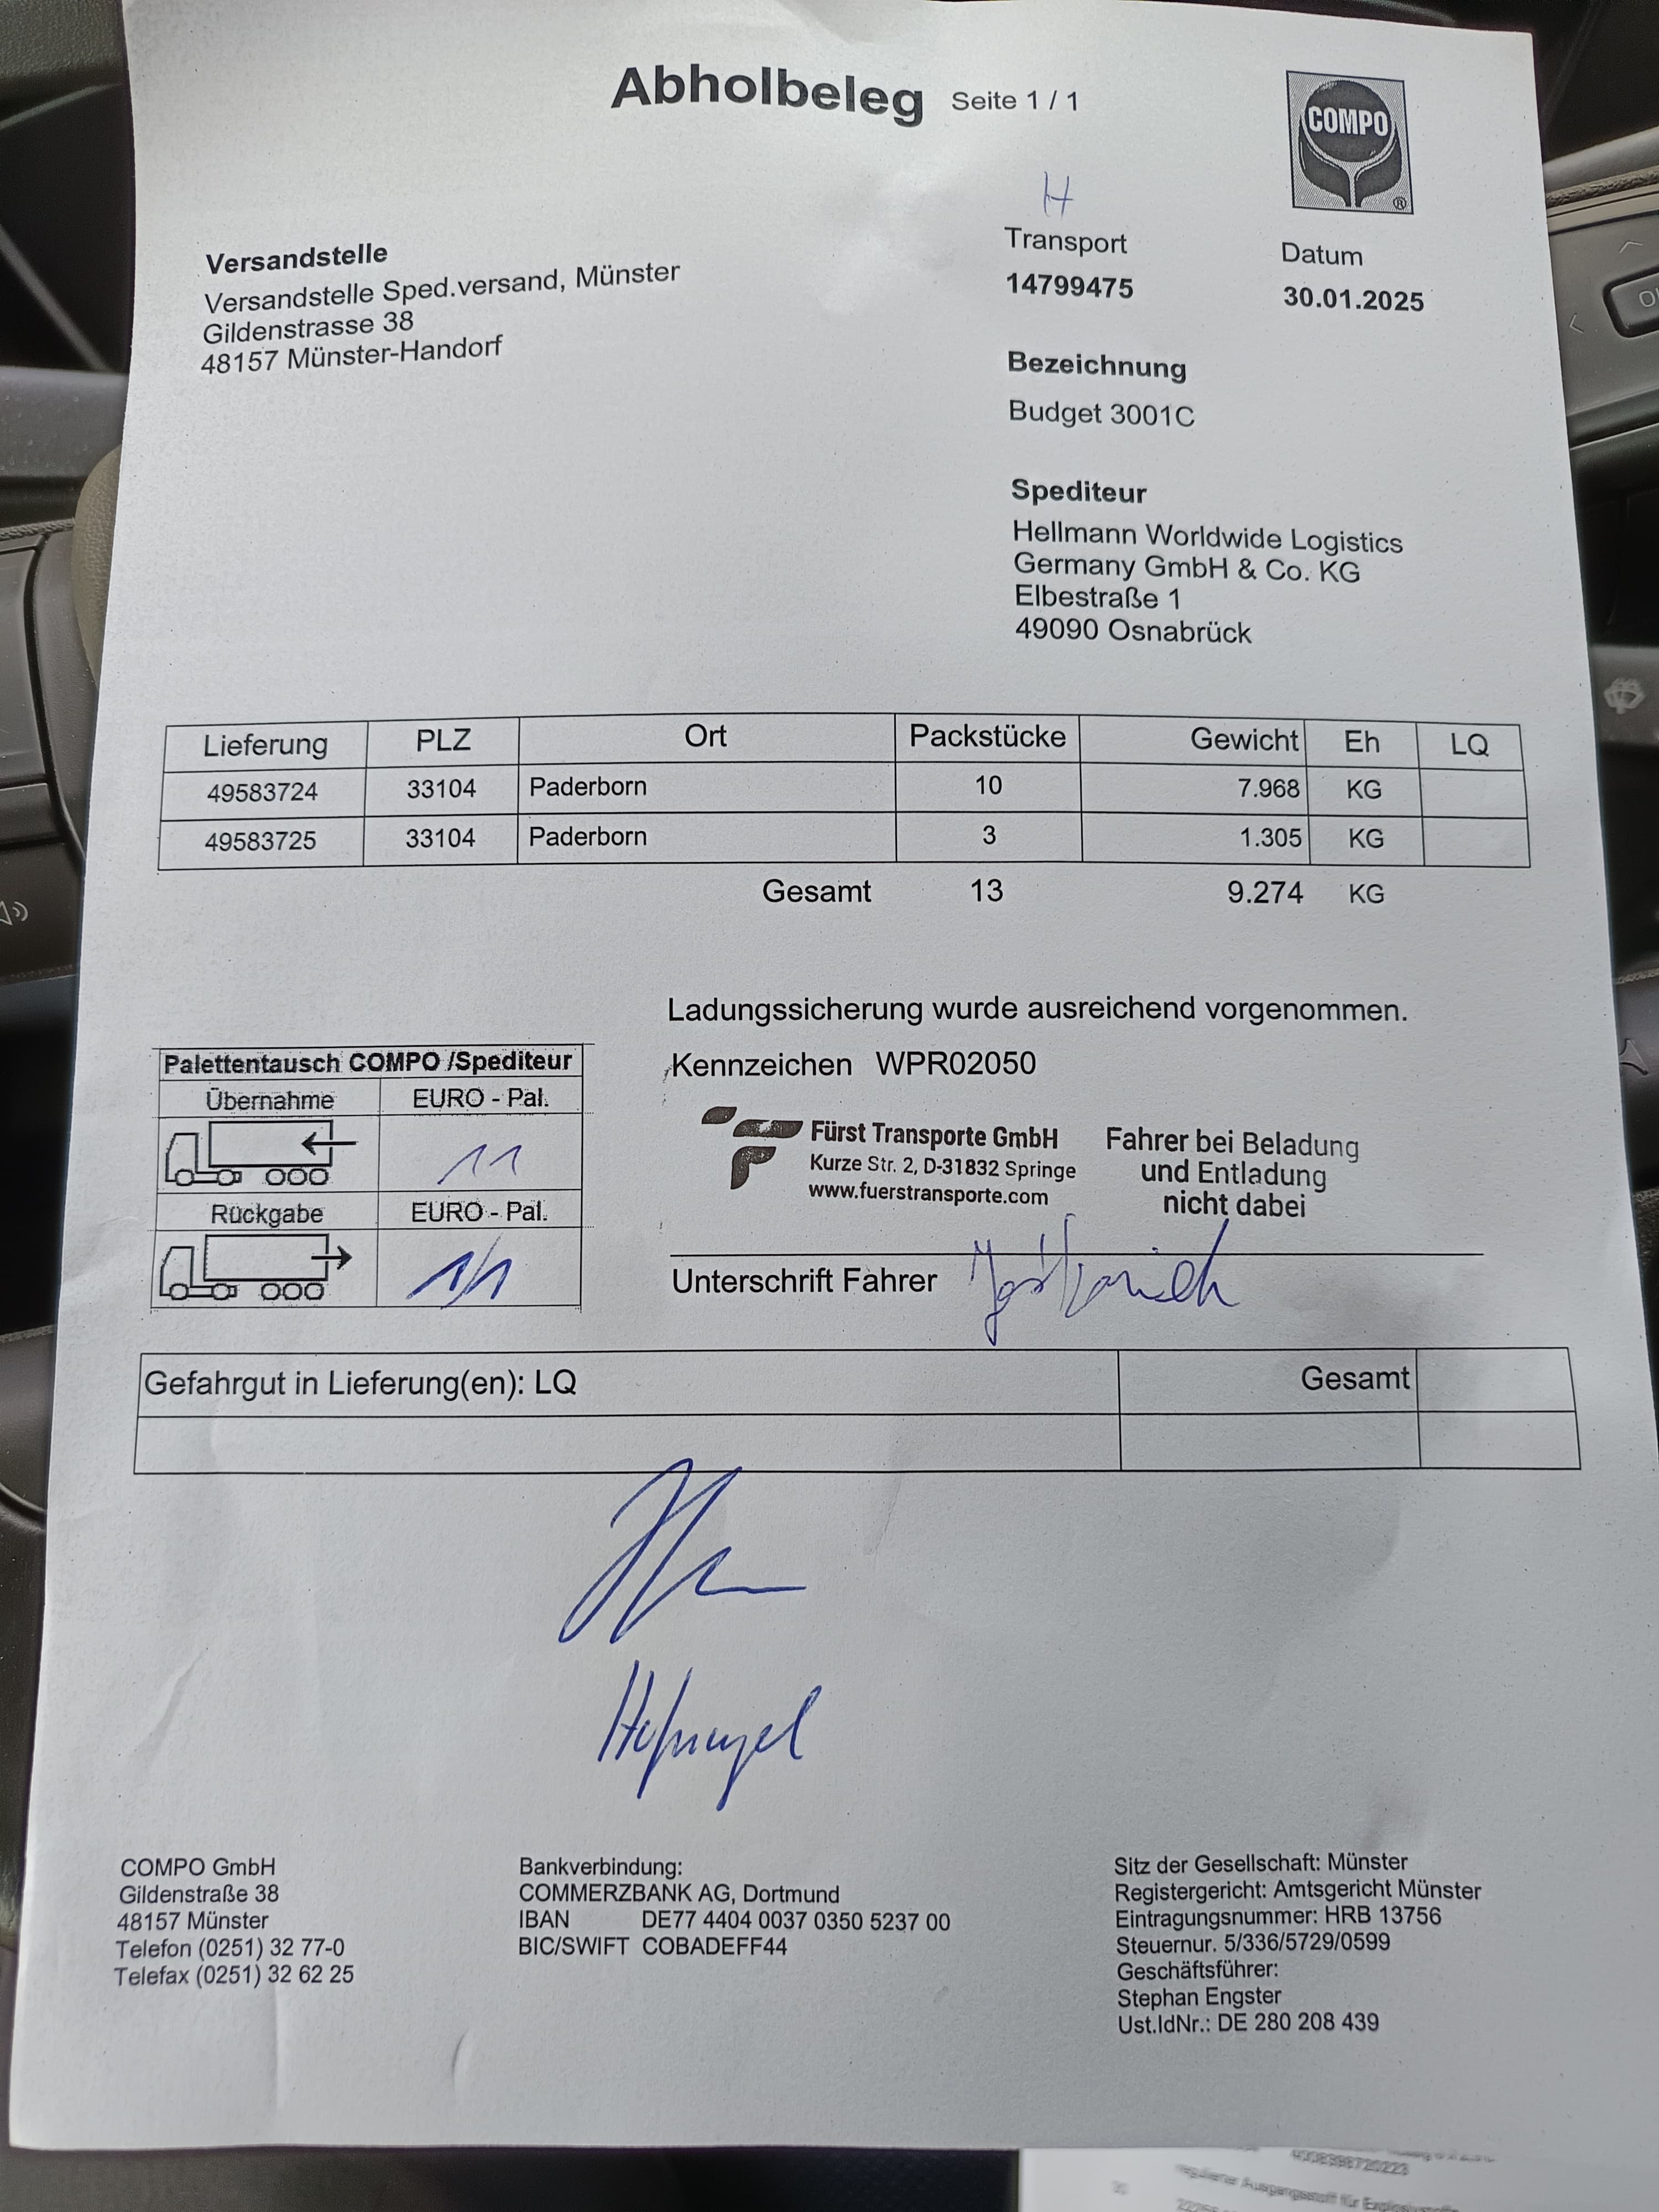 Abholbeleg Seite 1 / 1
COMPO
®
H
Versandstelle
Versandstelle Sped.versand, Münster
Gildenstrasse 38
48157 Münster-Handorf
Transport Datum
14799475 30.01.2025
Bezeichnung
Budget 3001C
Spediteur
Hellmann Worldwide Logistics
Germany GmbH & Co. KG
Elbestraße 1
49090 Osnabrück
Lieferung PLZ Ort Packstücke Gewicht Eh LQ
49583724 33104 Paderborn 10 7.968 KG
49583725 33104 Paderborn 3 1.305 KG
Gesamt 13 9.274 KG
Ladungssicherung wurde ausreichend vorgenommen.
Kennzeichen WPR02050
Palettentausch COMPO /Spediteur
Übernahme EURO - Pal.
11
Rückgabe EURO - Pal.
Fürst Transporte GmbH
Kurze Str. 2, D-31832 Springe
www.fuerstransporte.com
Fahrer bei Beladung
und Entladung
nicht dabei
Unterschrift Fahrer
Gefahrgut in Lieferung(en): LQ Gesamt
COMPO GmbH
Gildenstraße 38
48157 Münster
Telefon (0251) 32 77-0
Telefax (0251) 32 62 25
Bankverbindung:
COMMERZBANK AG, Dortmund
IBAN DE77 4404 0037 0350 5237 00
BIC/SWIFT COBADEFF44
Sitz der Gesellschaft: Münster
Registergericht: Amtsgericht Münster
Eintragungsnummer: HRB 13756
Steuernur. 5/336/5729/0599
Geschäftsführer:
Stephan Engster
Ust.IdNr.: DE 280 208 439